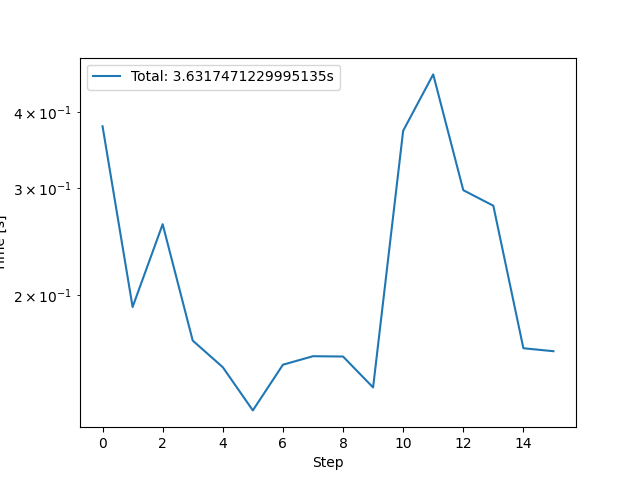 Total: 3.6317471229995135s
4 × 10⁻¹
3 × 10⁻¹
2 × 10⁻¹
[s]
0 2 4 6 8 10 12 14
Step